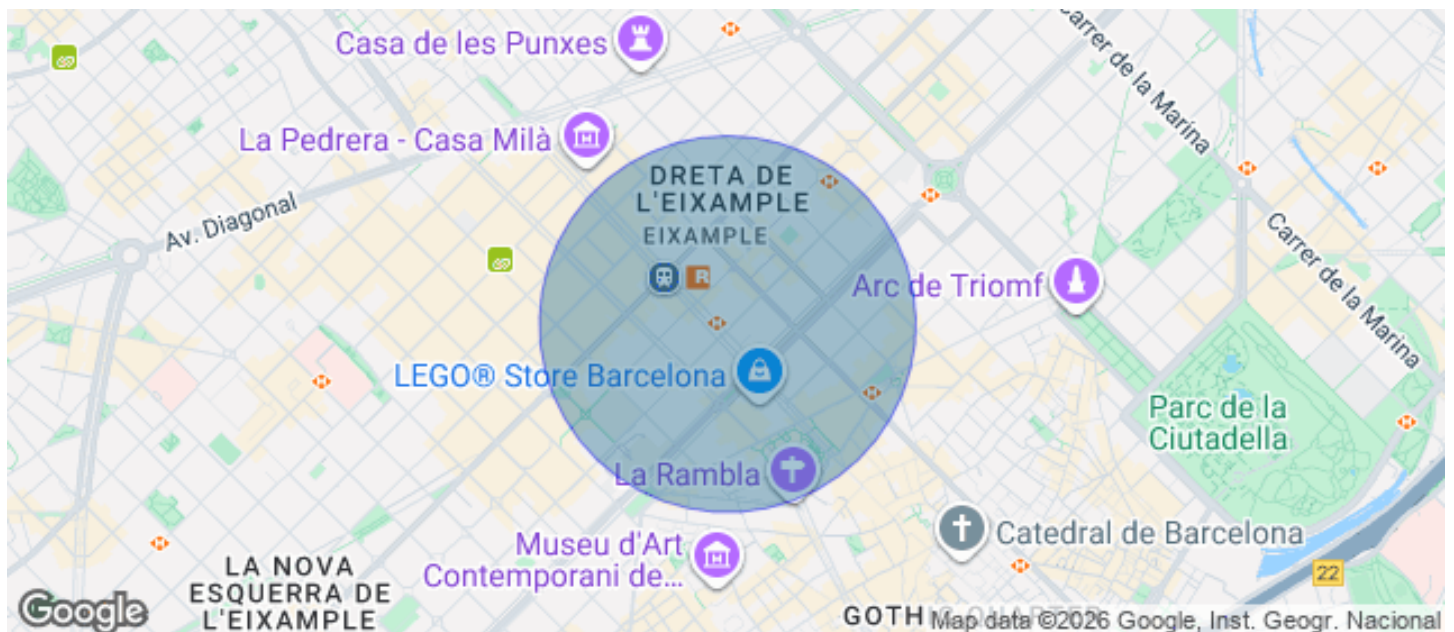 Casa de les Punxes
Carrer de la Marina
La Pedrera - Casa Milà
DRETA DE
L'EIXAMPLE
EIXAMPLE
Av. Diagonal
Carrer de la Marina
R
Arc de Triomf
LEGO® Store Barcelona
Parc de la
Ciutadella
La Rambla
Catedral de Barcelona
Museu d'Art
Contemporani de...
LA NOVA
ESQUERRA DE
L'EIXAMPLE
22
Google
Map data ©2026 Google, Inst. Geogr. Nacional